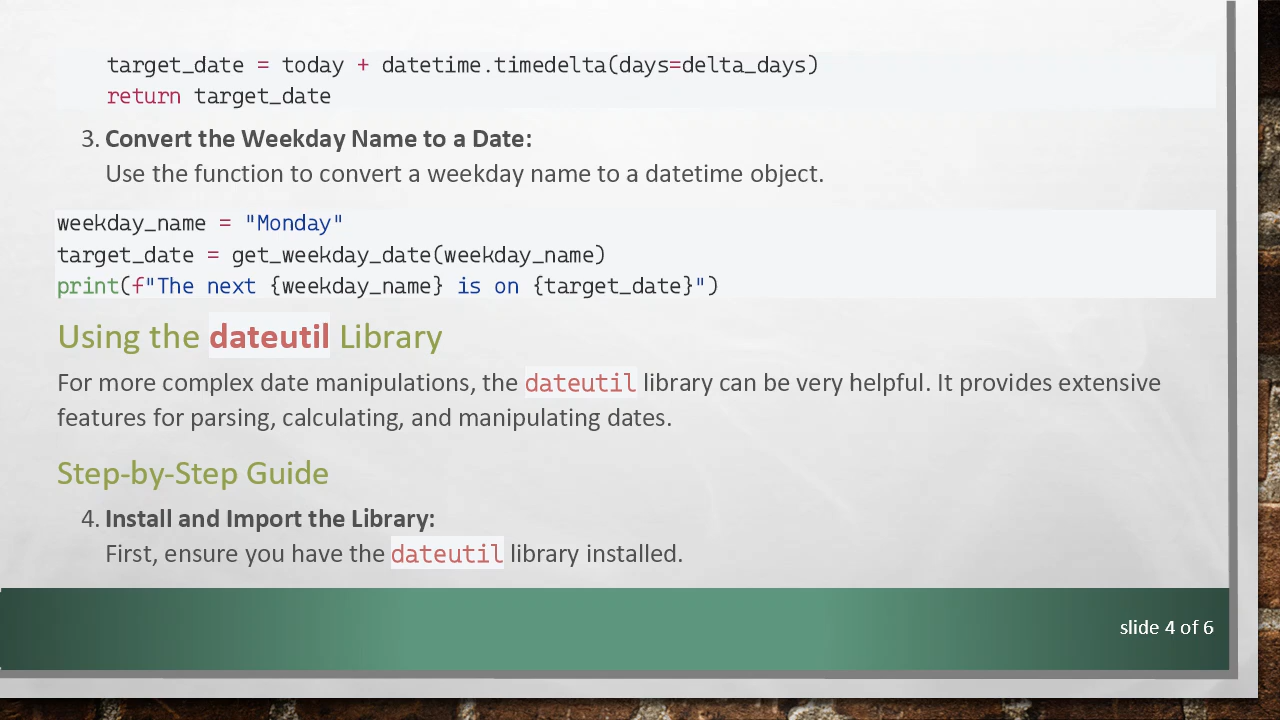 target_date = today + datetime.timedelta(days=delta_days)
return target_date
3. Convert the Weekday Name to a Date:
Use the function to convert a weekday name to a datetime object.
weekday_name = "Monday"
target_date = get_weekday_date(weekday_name)
print(f"The next {weekday_name} is on {target_date}")
Using the dateutil Library
For more complex date manipulations, the dateutil library can be very helpful. It provides extensive
features for parsing, calculating, and manipulating dates.
Step-by-Step Guide
4. Install and Import the Library:
First, ensure you have the dateutil library installed.
slide 4 of 6